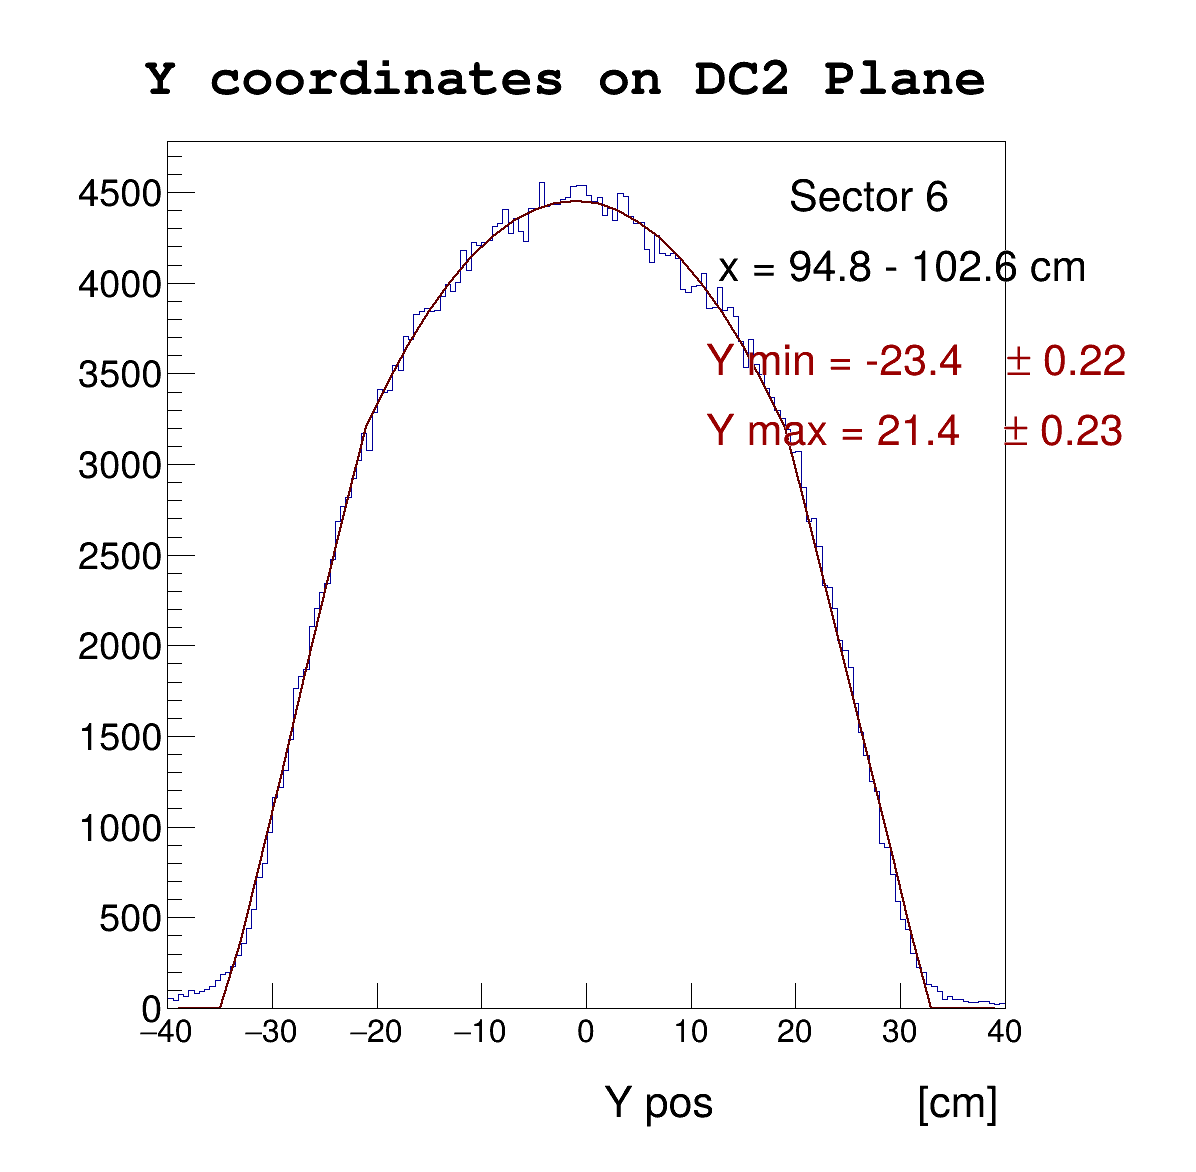 Y coordinates on DC2 Plane
Sector 6
x = 94.8 - 102.6 cm
Y min = -23.4 ± 0.22
Y max = 21.4 ± 0.23
4500
4000
3500
3000
2500
2000
1500
1000
500
0
−40 −30 −20 −10 0 10 20 30 40
Y pos [cm]